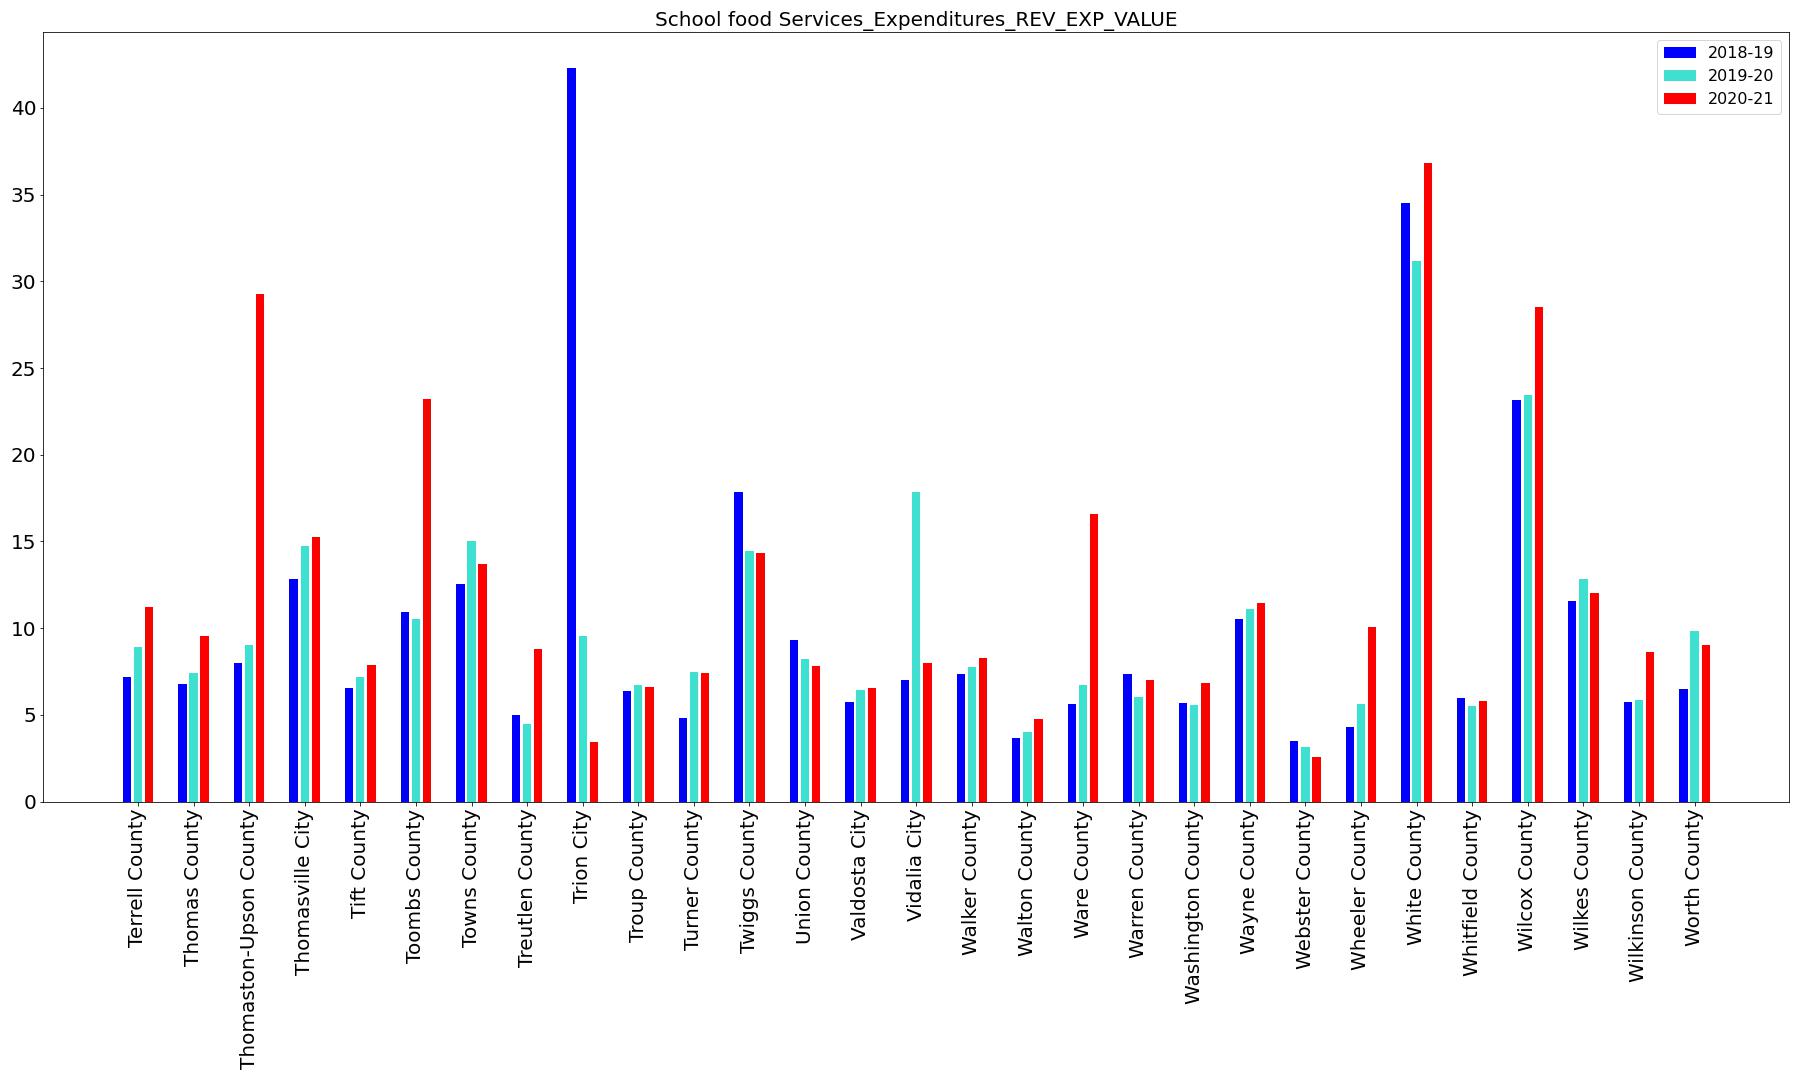 School food Services_Expenditures_REV_EXP_VALUE
2018-19
2019-20
2020-21
40
35
30
25
20
15
10
5
0
Terrell County
Thomas County
Thomaston-Upson County
Thomasville City
Tift County
Toombs County
Towns County
Treutlen County
Trion City
Troup County
Turner County
Twiggs County
Union County
Valdosta City
Vidalia City
Walker County
Walton County
Ware County
Warren County
Washington County
Wayne County
Webster County
Wheeler County
White County
Whitfield County
Wilcox County
Wilkes County
Wilkinson County
Worth County